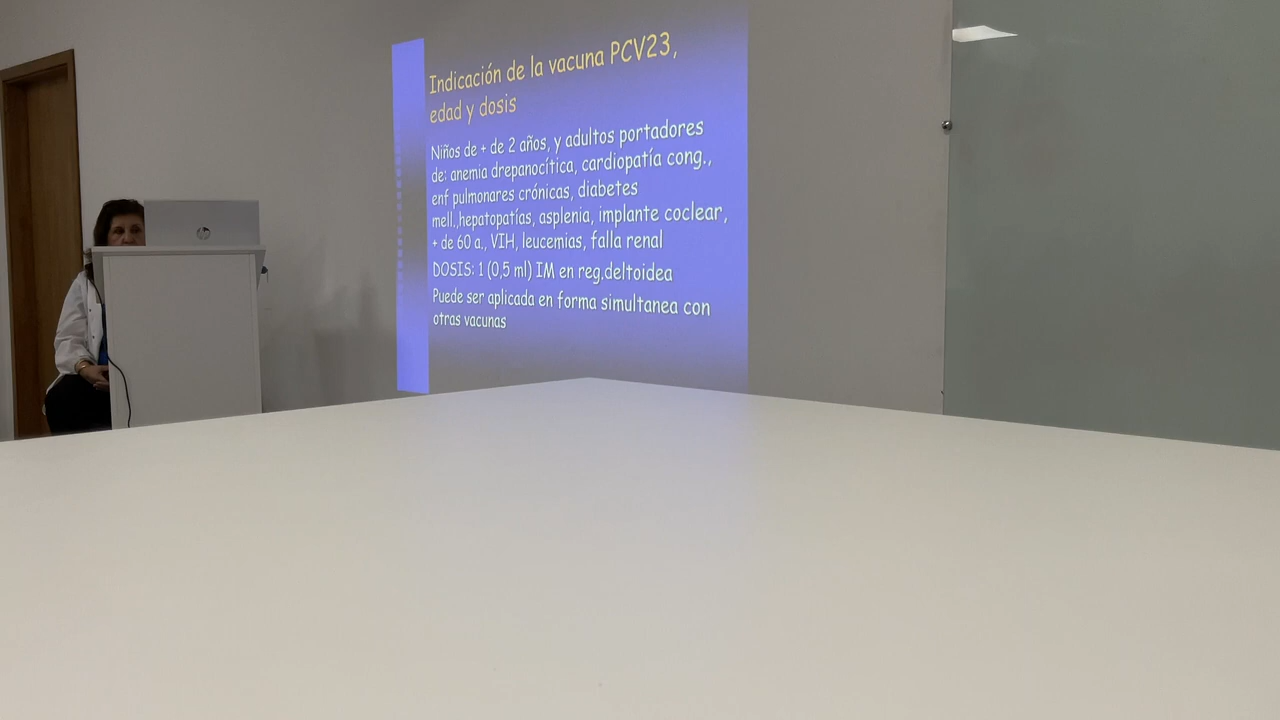 Indicación de la vacuna PCV23,
edad y dosis
Niños de + de 2 años, y adultos portadores
de: anemia drepanocítica, cardiopatía cong.,
enf pulmonares crónicas, diabetes
mell.,hepatopatías, asplenia, implante coclear,
+ de 60 a., VIH, leucemias, falla renal
DOSIS: 1 (0,5 ml) IM en reg.deltoidea
Puede ser aplicada en forma simultanea con
otras vacunas